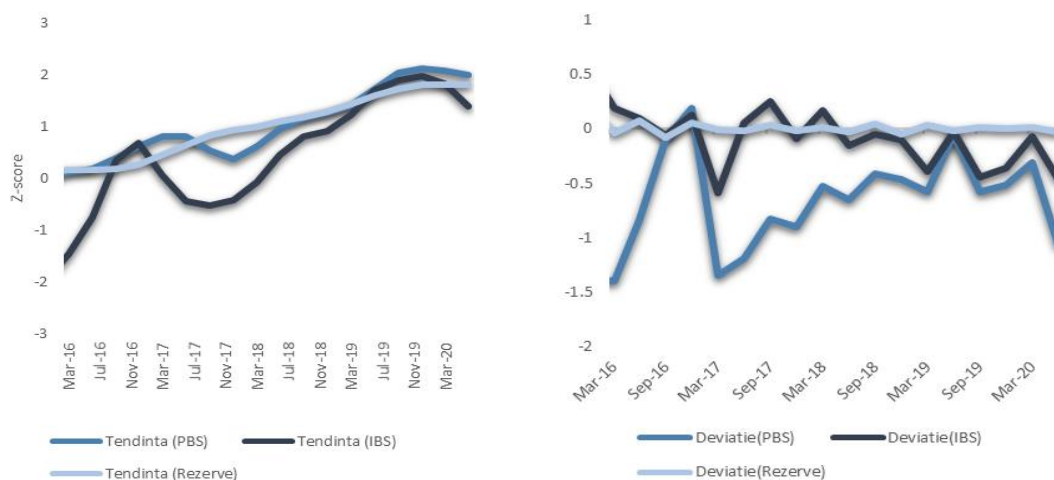 3
2
1
0
-1
-2
-3
Z-score
Mar-16
Jul-16
Nov-16
Mar-17
Jul-17
Nov-17
Mar-18
Jul-18
Nov-18
Mar-19
Jul-19
Nov-19
Mar-20
Tendinta (PBS)
Tendinta (IBS)
Tendinta (Rezerve)
1
0.5
0
-0.5
-1
-1.5
-2
Mar-16
Sep-16
Mar-17
Sep-17
Mar-18
Sep-18
Mar-19
Sep-19
Mar-20
Deviatie(PBS)
Deviatie(IBS)
Deviatie(Rezerve)